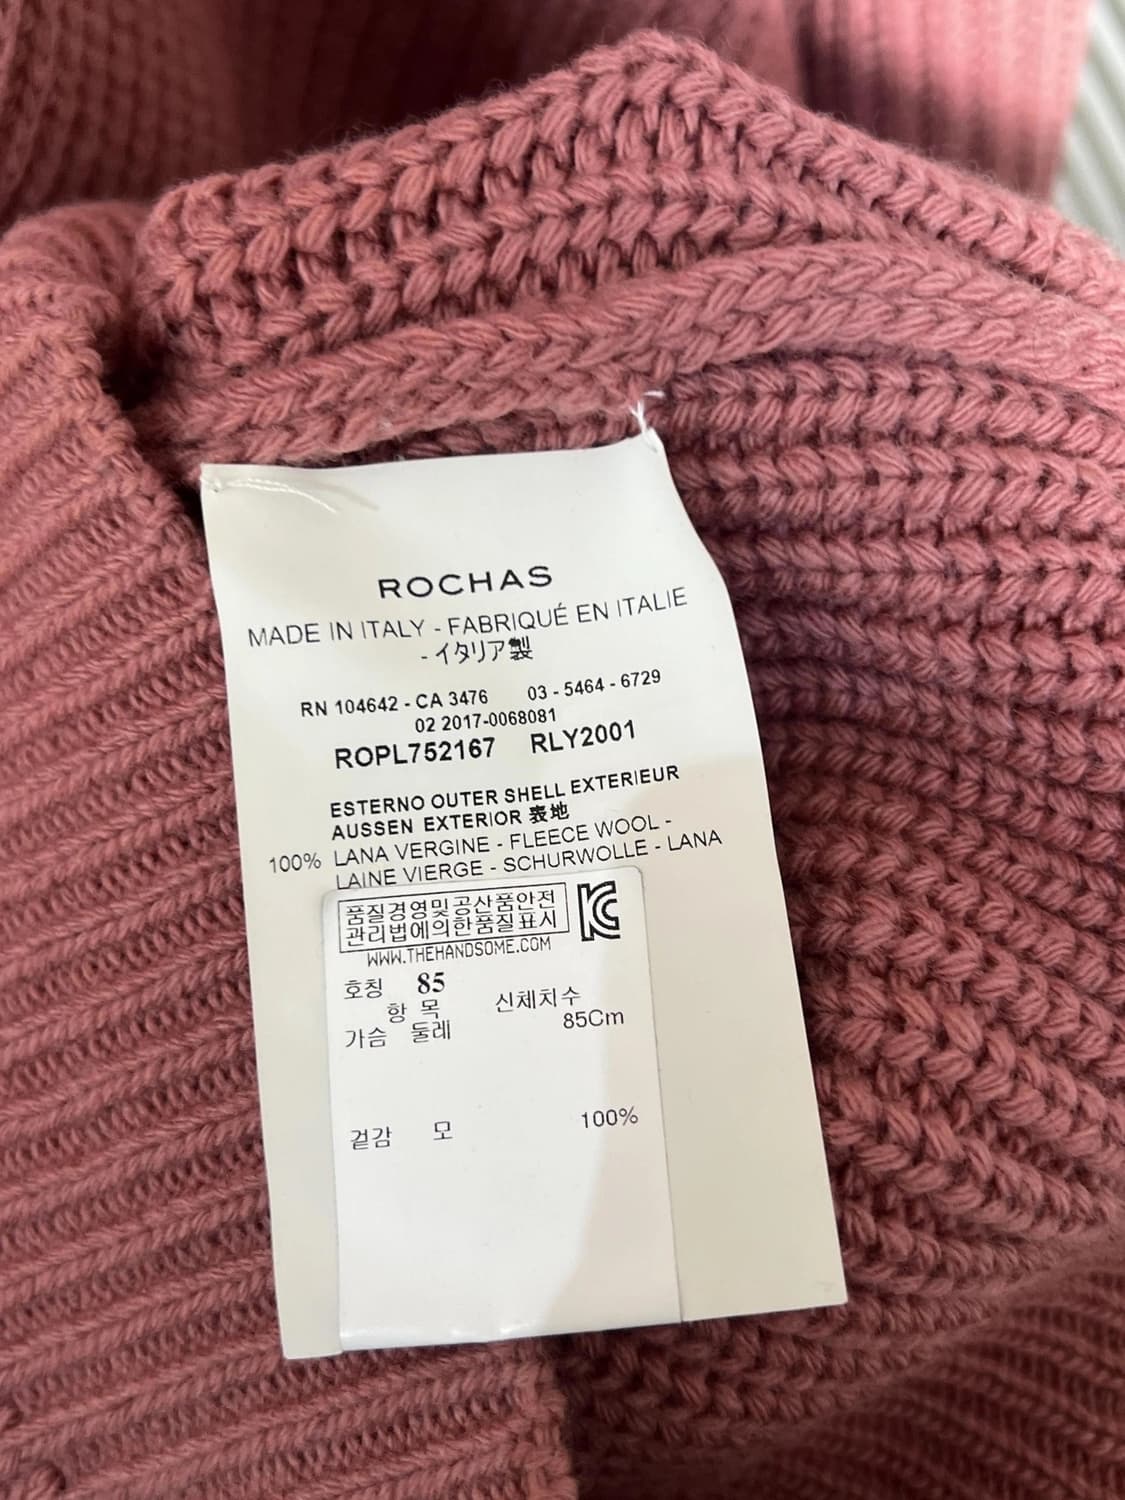 ROCHAS
MADE IN ITALY - FABRIQUÉ EN ITALIE
- イタリア製
RN 104642 - CA 3476 03 - 5464 - 6729
02 2017-0068081
ROPL752167 RLY2001
ESTERNO OUTER SHELL EXTERIEUR
AUSSEN EXTERIOR 表地
100% LANA VERGINE - FLEECE WOOL -
LAINE VIERGE - SCHURWOLLE - LANA
품질경영및공산품안전
관리법에의한품질표시
WWW.THEHANDSOME.COM
호칭 85
항 목 신체치수
가슴 둘레 85Cm
겉감 모 100%